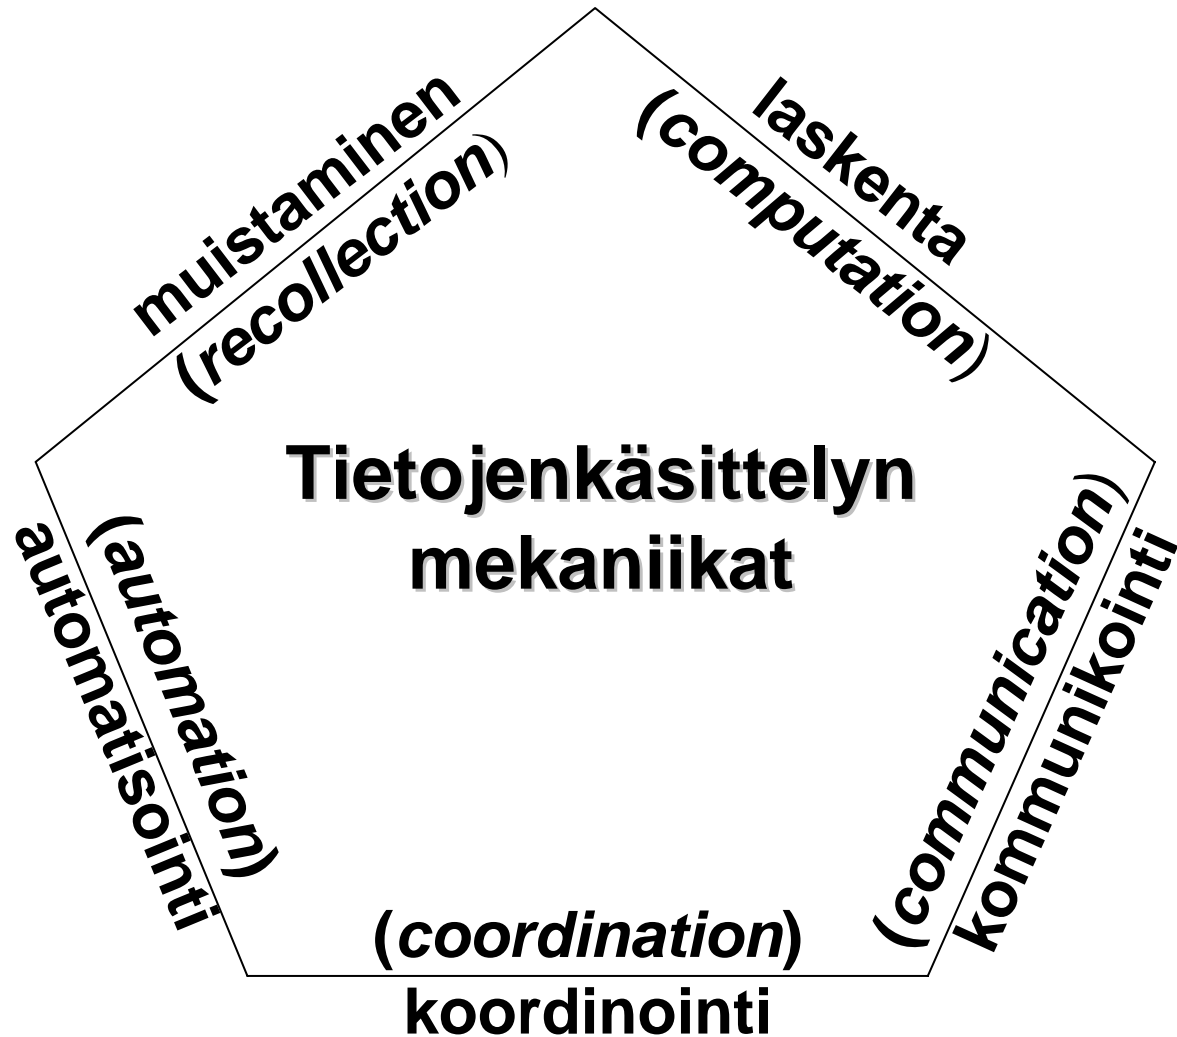 muistaminen
(recollection)
laskenta
(computation)
Tietojenkäsittelyn
mekaniikat
(automation)
automatisointi
(communication)
kommunikointi
(coordination)
koordinointi